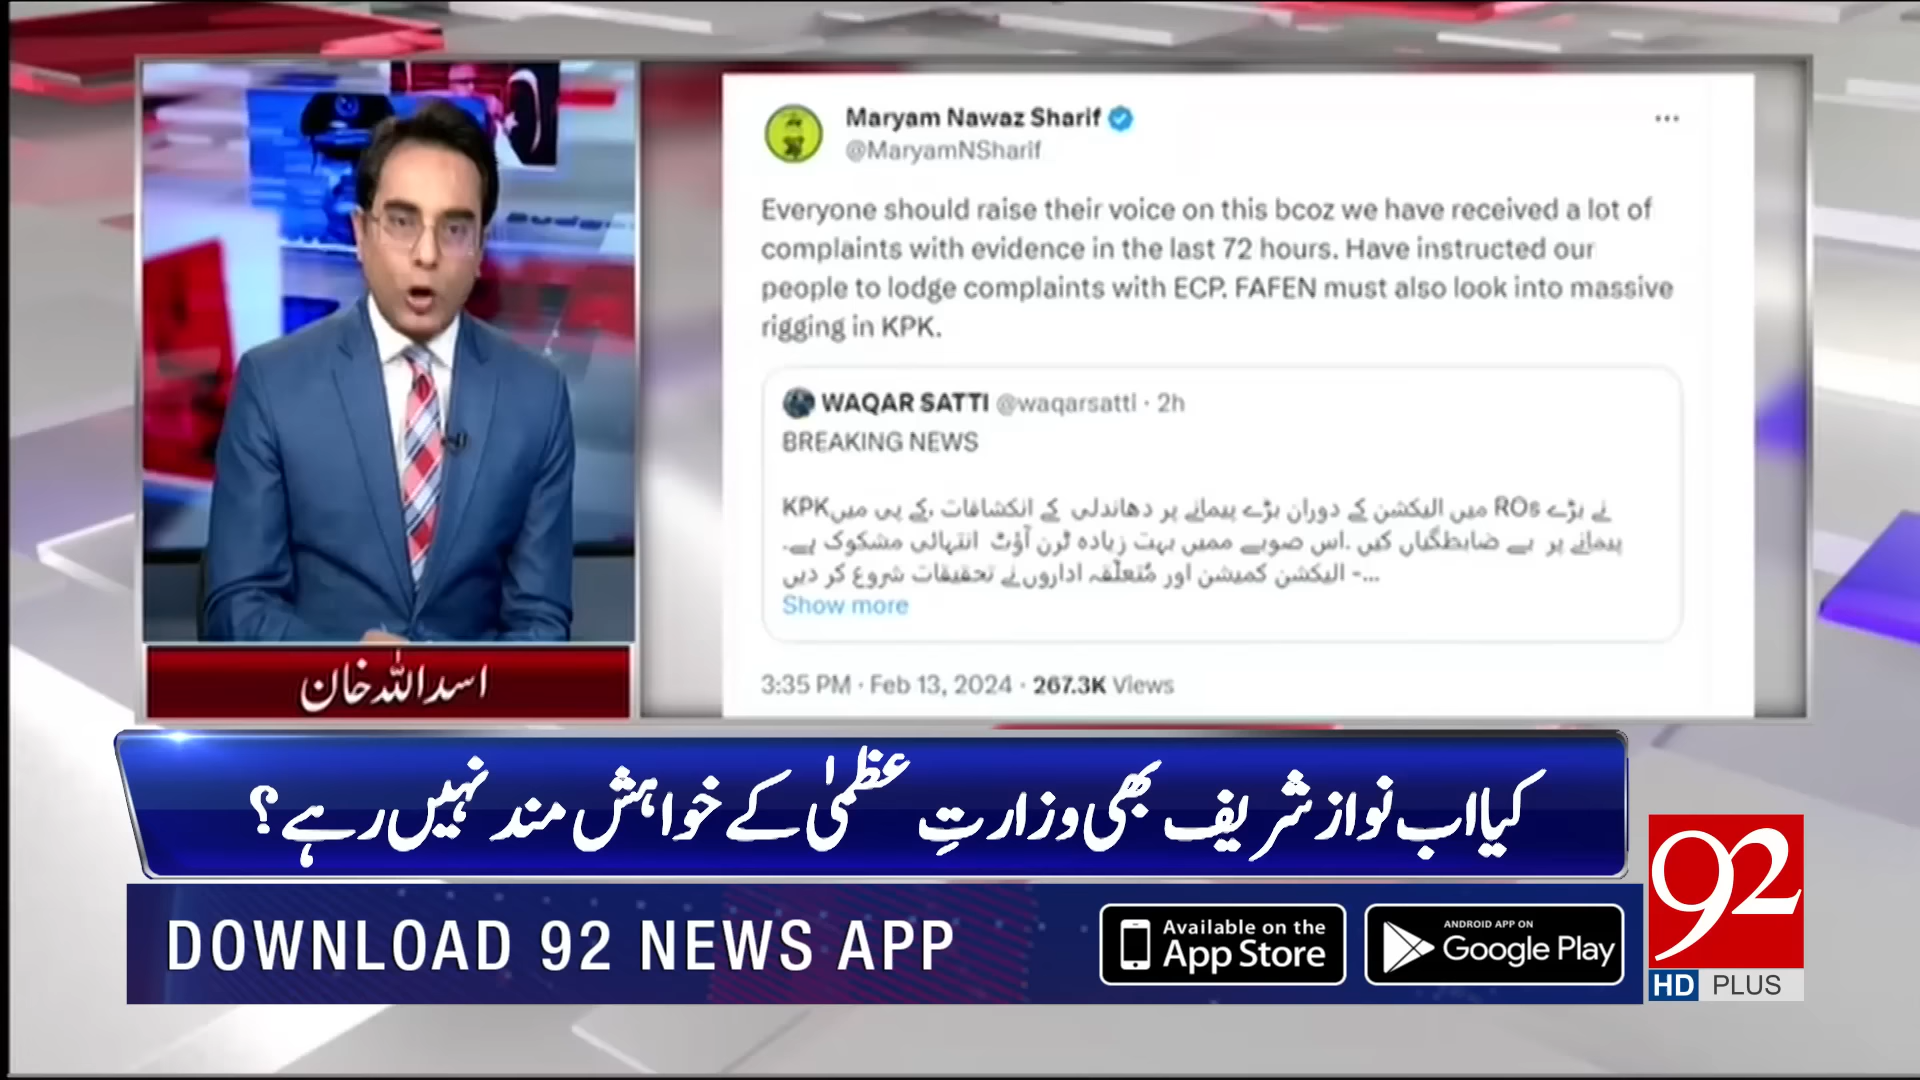 Maryam Nawaz Sharif
@MaryamNSharif
Everyone should raise their voice on this bcoz we have received a lot of
complaints with evidence in the last 72 hours. Have instructed our
people to lodge complaints with ECP. FAFEN must also look into massive
rigging in KPK.
WAQAR SATTI @waqarsatti · 2h
BREAKING NEWS
KPKمیں الیکشن کے دوران بڑے پیمانے پر دھاندلی کے انکشافات ،کے پی میں ROs نے بڑے
پیمانے پر بے ضابطگیاں کیں .اس صوبے ممیں بہت زیادہ ٹرن آؤٹ انتہائی مشکوک ہے۔
- الیکشن کمیشن اور مُتعلّقہ اداروں نے تحقیقات شروع کر دیں -...
Show more
3:35 PM · Feb 13, 2024 · 267.3K Views
اسد اللہ خان
کیا اب نواز شریف بھی وزارتِ عظمیٰ کے خواہش مند نہیں رہے؟
DOWNLOAD 92 NEWS APP
Available on the
App Store
ANDROID APP ON
Google Play
92
HD PLUS